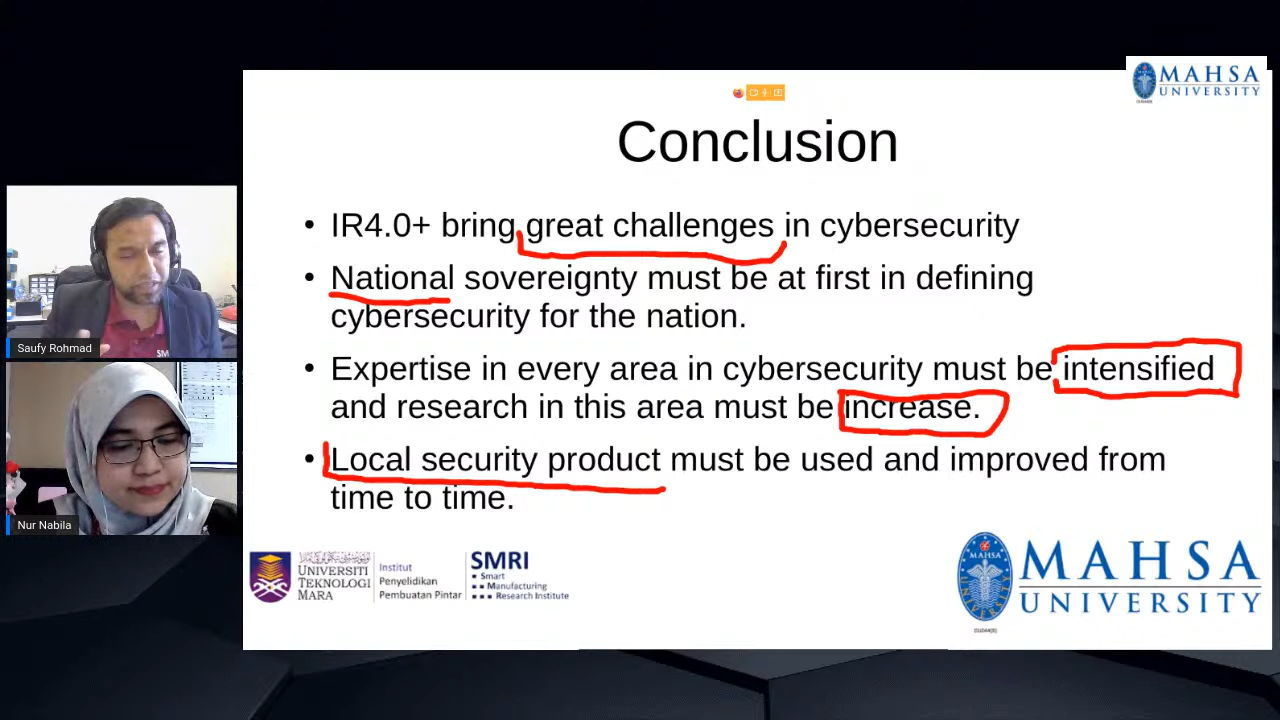 MAHSA
UNIVERSITY
Conclusion
• IR4.0+ bring great challenges in cybersecurity
• National sovereignty must be at first in defining
cybersecurity for the nation.
• Expertise in every area in cybersecurity must be intensified
and research in this area must be increase.
• Local security product must be used and improved from
time to time.
Saufy Rohmad
Nur Nabila
UNIVERSITI
TEKNOLOGI
MARA
Institut
Penyelidikan
Pembuatan Pintar
SMRI
Smart
Manufacturing
Research Institute
MAHSA
UNIVERSITY